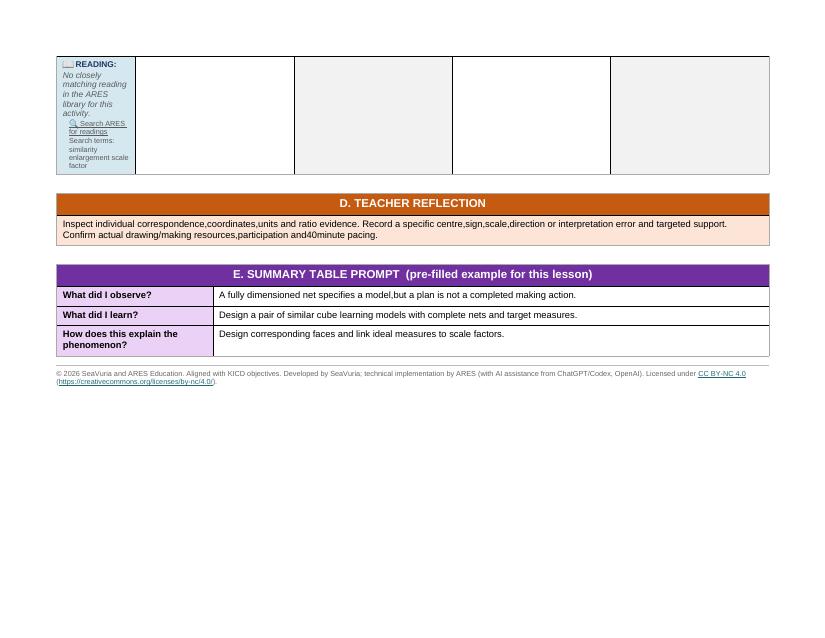 📖 READING:
No closely
matching reading
in the ARES
library for this
activity.
🔍 Search ARES
for readings
Search terms:
similarity
enlargement scale
factor
D. TEACHER REFLECTION
Inspect individual correspondence,coordinates,units and ratio evidence. Record a specific centre,sign,scale,direction or interpretation error and targeted support.
Confirm actual drawing/making resources,participation and40minute pacing.
E. SUMMARY TABLE PROMPT (pre-filled example for this lesson)
What did I observe?
A fully dimensioned net specifies a model,but a plan is not a completed making action.
What did I learn?
Design a pair of similar cube learning models with complete nets and target measures.
How does this explain the
phenomenon?
Design corresponding faces and link ideal measures to scale factors.
© 2026 SeaVuria and ARES Education. Aligned with KICD objectives. Developed by SeaVuria; technical implementation by ARES (with AI assistance from ChatGPT/Codex, OpenAI). Licensed under CC BY-NC 4.0
(https://creativecommons.org/licenses/by-nc/4.0/).